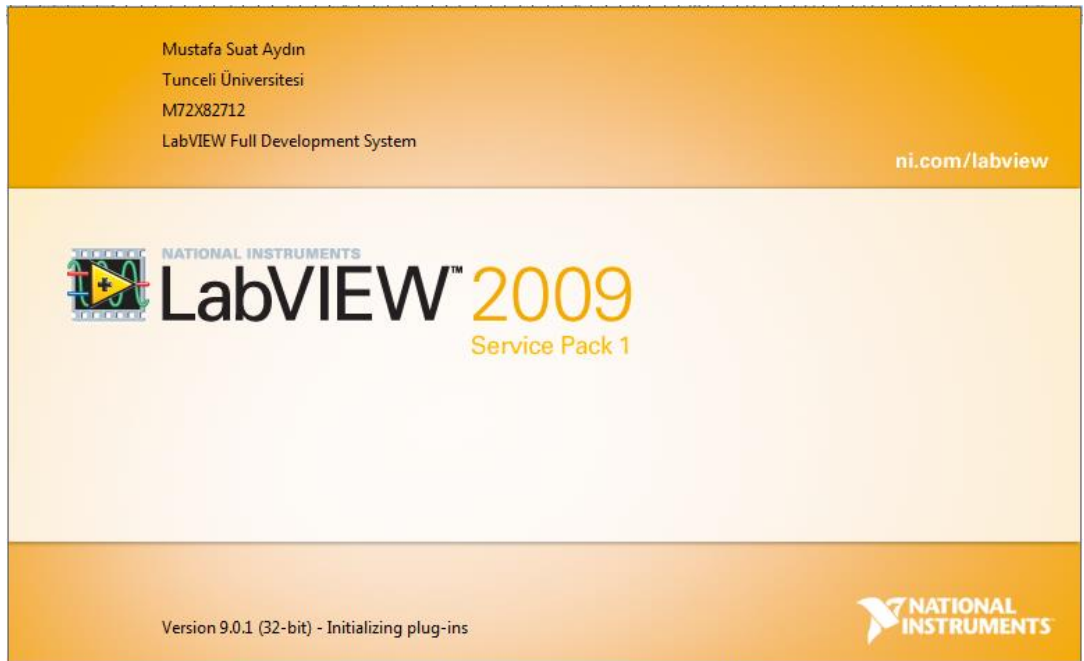 Mustafa Suat Aydın
Tunceli Üniversitesi
M72X82712
LabVIEW Full Development System
ni.com/labview
NATIONAL INSTRUMENTS
LabVIEW™ 2009
Service Pack 1
Version 9.0.1 (32-bit) - Initializing plug-ins
NATIONAL
INSTRUMENTS